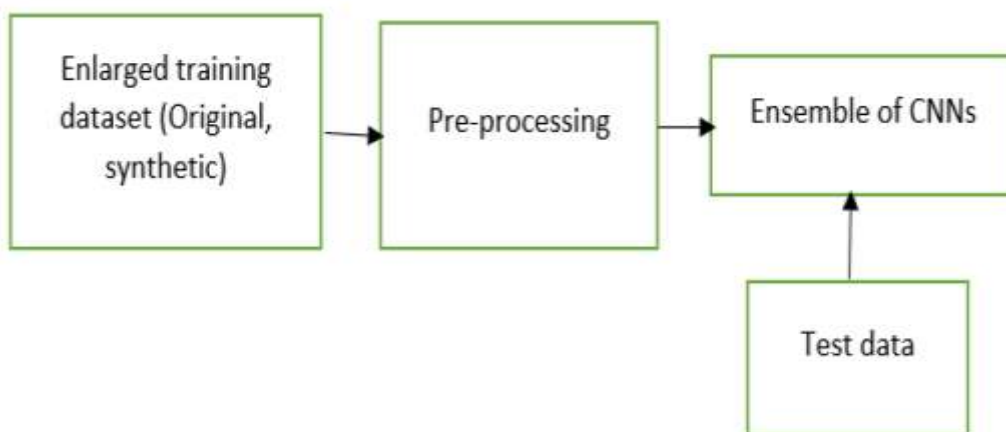 Enlarged training
dataset (Original,
synthetic)
Pre-processing
Ensemble of CNNs
Test data